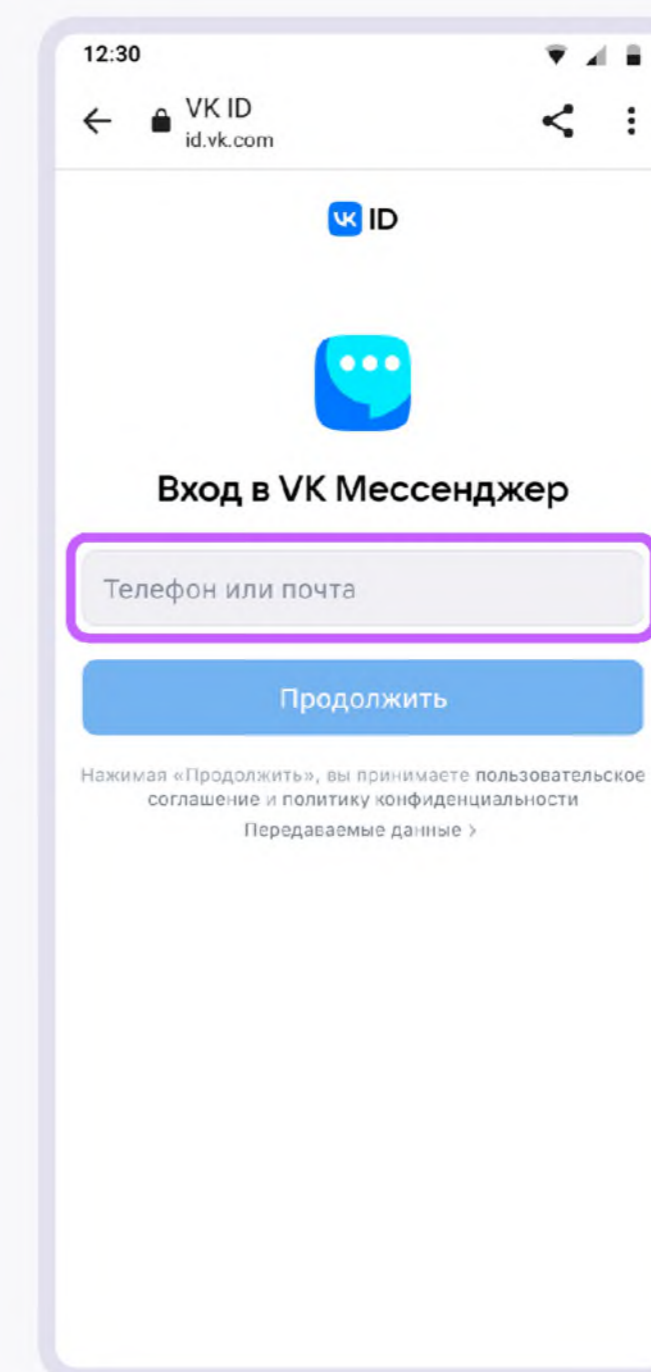 12:30
VK ID
id.vk.com
VK ID
Вход в VK Мессенджер
Телефон или почта
Продолжить
Нажимая «Продолжить», вы принимаете пользовательское
соглашение и политику конфиденциальности
Передаваемые данные >